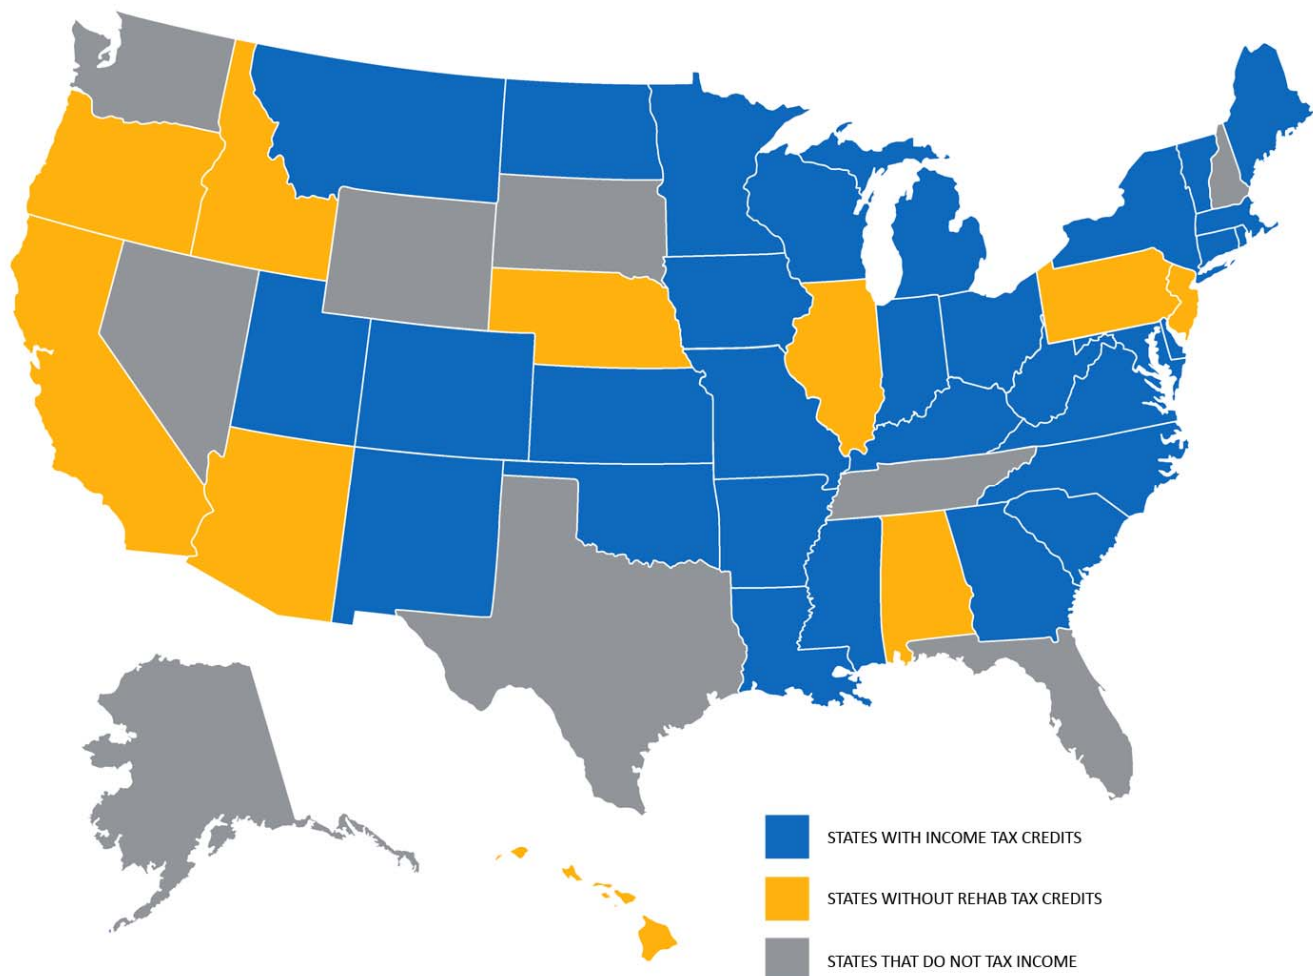 STATES WITH INCOME TAX CREDITS
STATES WITHOUT REHAB TAX CREDITS
STATES THAT DO NOT TAX INCOME